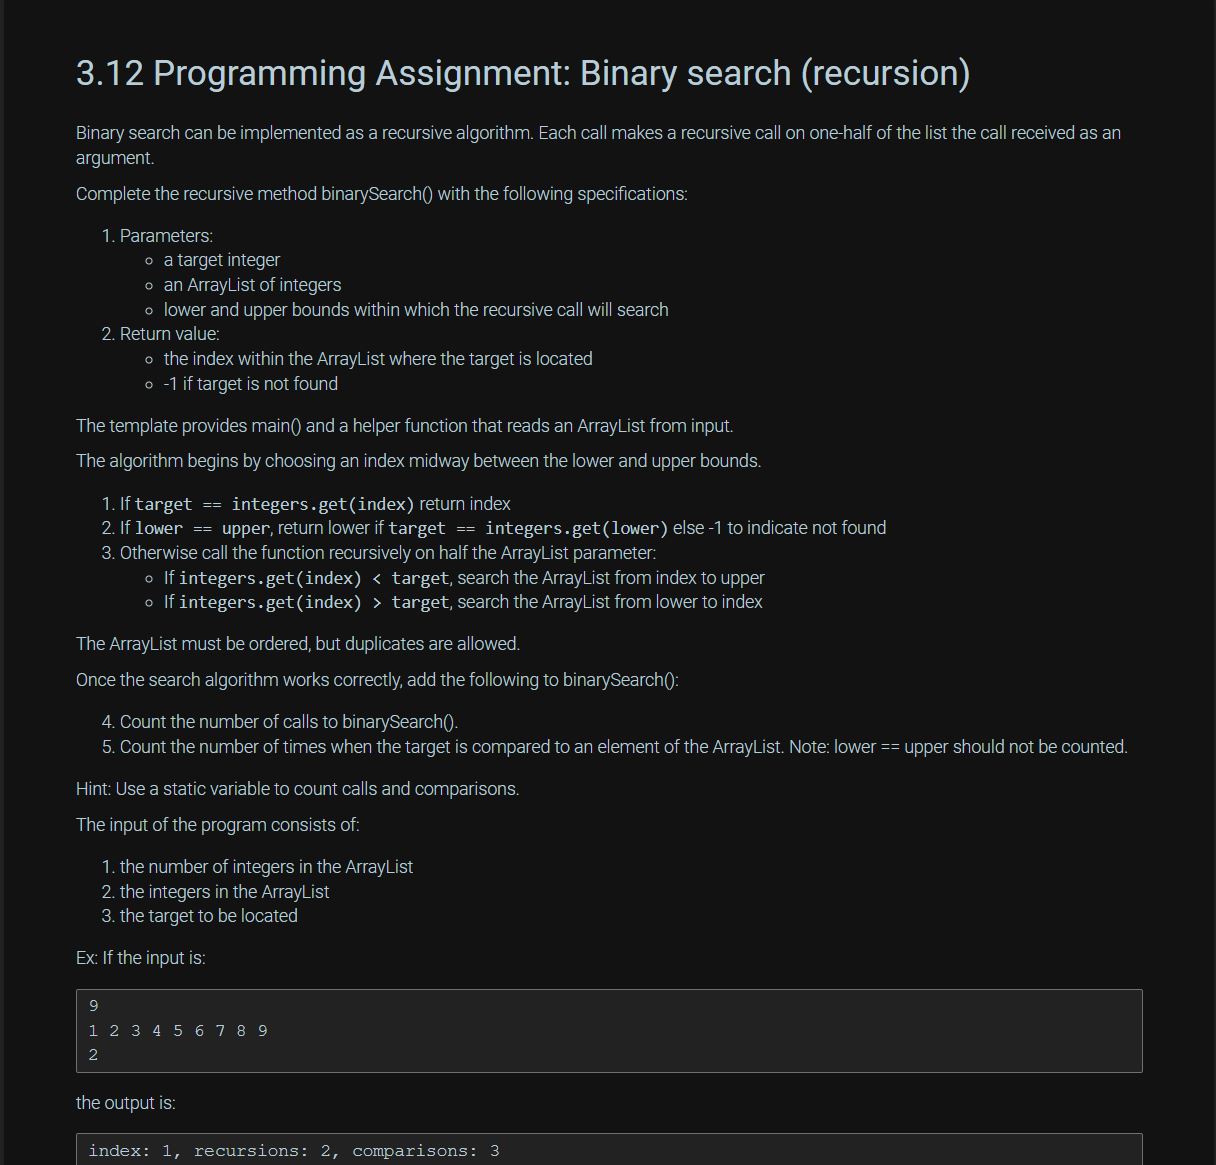 3.12 Programming Assignment: Binary search (recursion)
Binary search can be implemented as a recursive algorithm. Each call makes a recursive call on one-half of the list the call received as an
argument.
Complete the recursive method binarySearch() with the following specifications:
1. Parameters:
◦ a target integer
◦ an ArrayList of integers
◦ lower and upper bounds within which the recursive call will search
2. Return value:
◦ the index within the ArrayList where the target is located
◦ -1 if target is not found
The template provides main() and a helper function that reads an ArrayList from input.
The algorithm begins by choosing an index midway between the lower and upper bounds.
1. If target == integers.get(index) return index
2. If lower == upper, return lower if target == integers.get(lower) else -1 to indicate not found
3. Otherwise call the function recursively on half the ArrayList parameter:
◦ If integers.get(index) < target, search the ArrayList from index to upper
◦ If integers.get(index) > target, search the ArrayList from lower to index
The ArrayList must be ordered, but duplicates are allowed.
Once the search algorithm works correctly, add the following to binarySearch():
4. Count the number of calls to binarySearch().
5. Count the number of times when the target is compared to an element of the ArrayList. Note: lower == upper should not be counted.
Hint: Use a static variable to count calls and comparisons.
The input of the program consists of:
1. the number of integers in the ArrayList
2. the integers in the ArrayList
3. the target to be located
Ex: If the input is:
9
1 2 3 4 5 6 7 8 9
2
the output is:
index: 1, recursions: 2, comparisons: 3